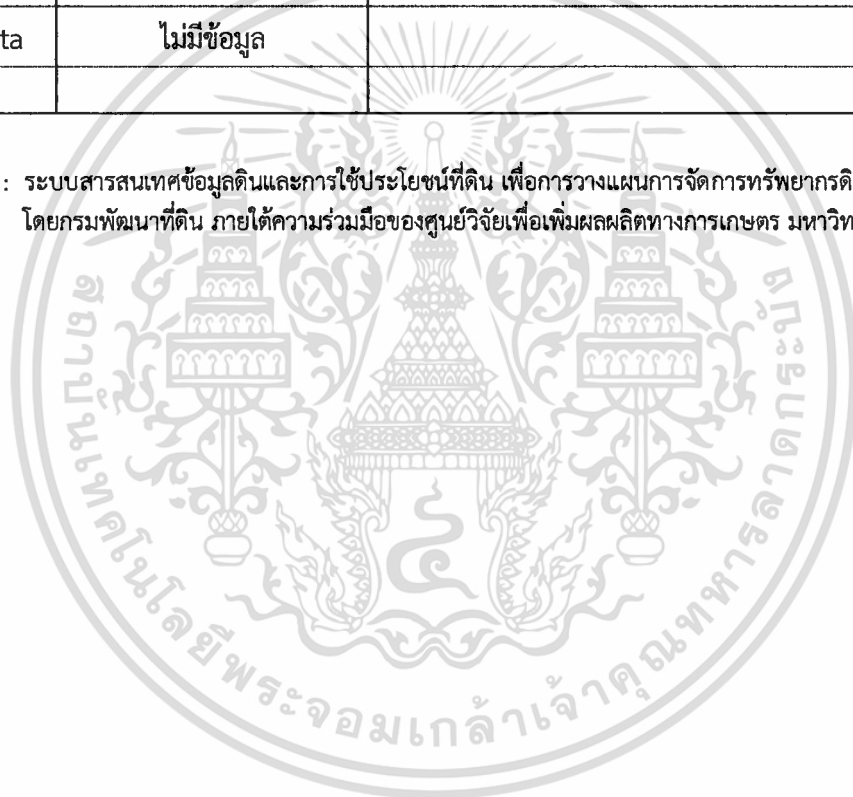 ta ไม่มีข้อมูล
: ระบบสารสนเทศข้อมูลดินและการใช้ประโยชน์ที่ดิน เพื่อการวางแผนการจัดการทรัพยากรดิ
โดยกรมพัฒนาที่ดิน ภายใต้ความร่วมมือของศูนย์วิจัยเพื่อเพิ่มผลผลิตทางการเกษตร มหาวิท
สถาบันเทคโนโลยีพระจอมเกล้าเจ้าคุณทหารลาดกระบัง